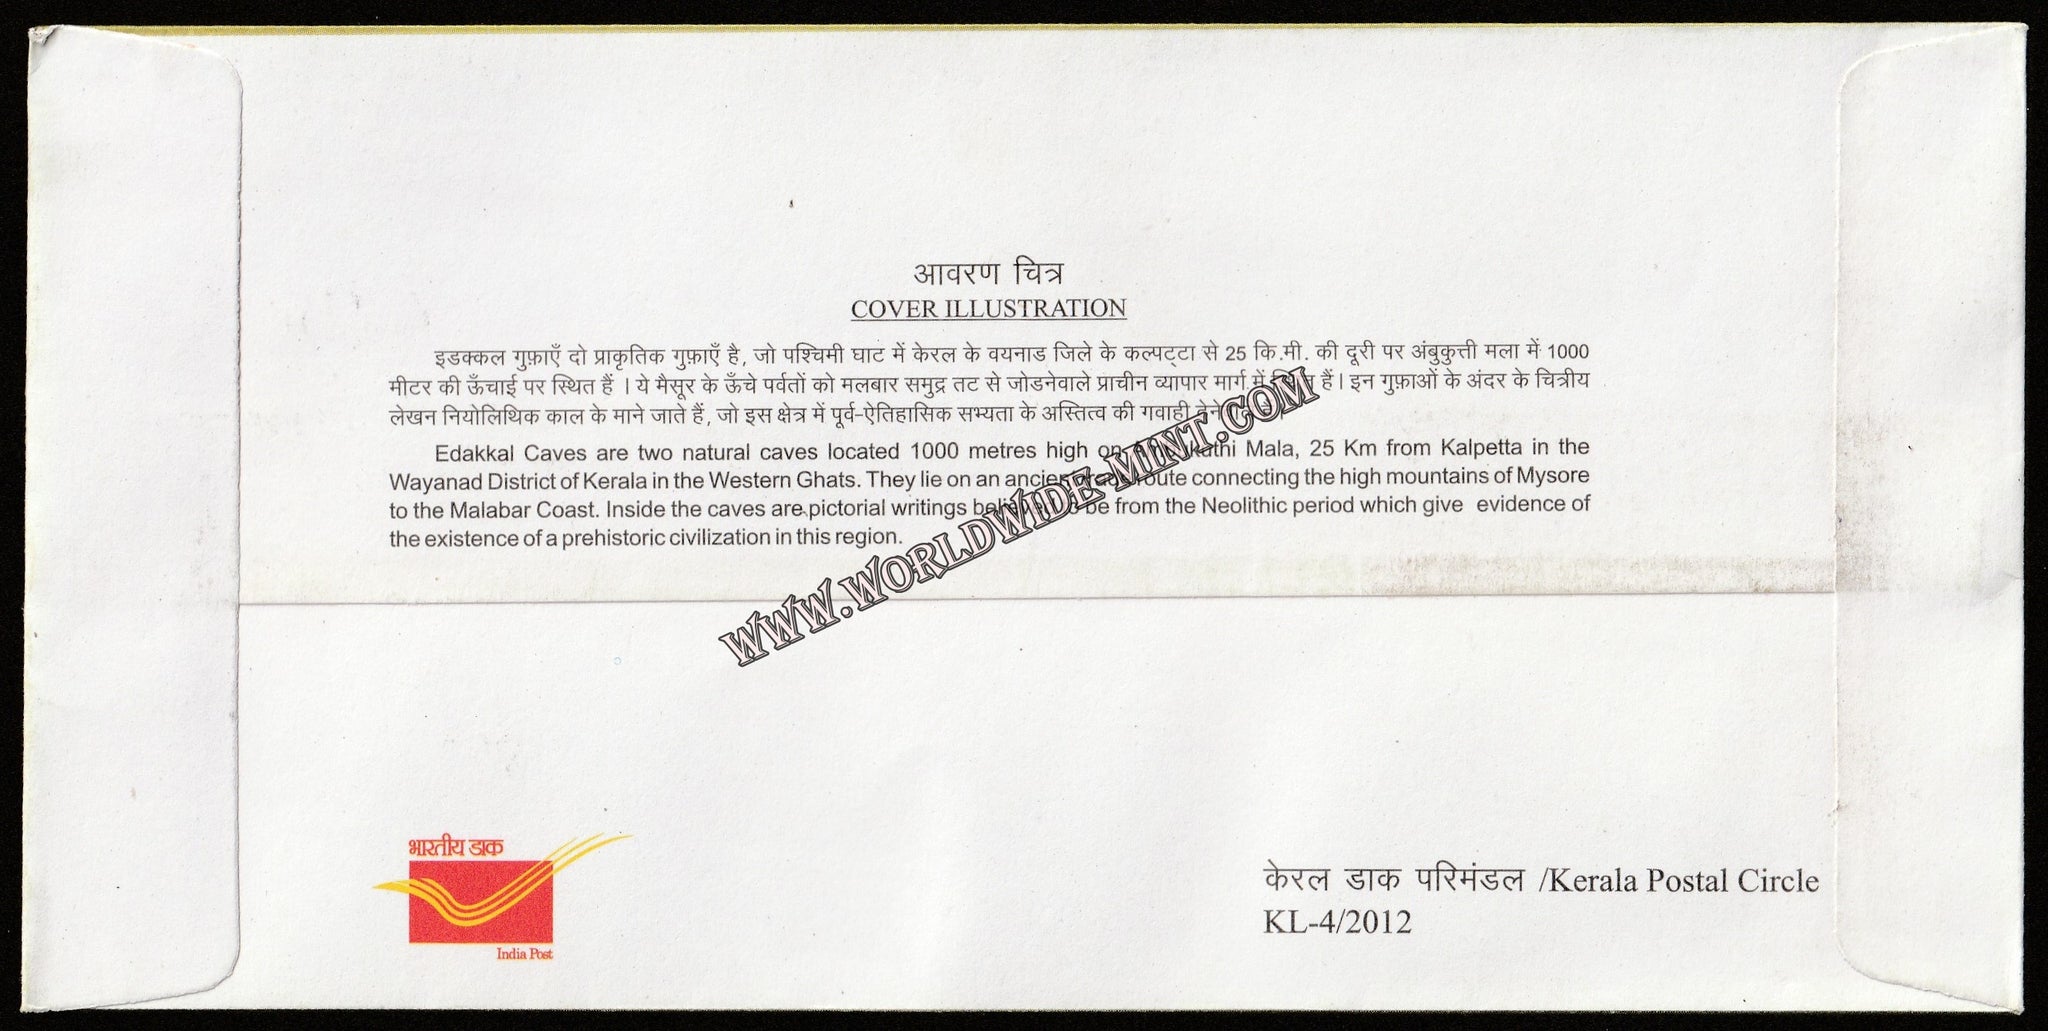 आवरण चित्र
COVER ILLUSTRATION
इडक्कल गुफ़ाएँ दो प्राकृतिक गुफ़ाएँ है, जो पश्चिमी घाट में केरल के वयनाड जिले के कल्पट्टा से 25 कि.मी. की दूरी पर अंबुकुत्ती मला में 1000
मीटर की ऊँचाई पर स्थित हैं । ये मैसूर के ऊँचे पर्वतों को मलबार समुद्र तट से जोडनेवाले प्राचीन व्यापार मार्ग में हैं । इन गुफ़ाओं के अंदर के चित्रीय
लेखन नियोलिथिक काल के माने जाते हैं, जो इस क्षेत्र में पूर्व-ऐतिहासिक सभ्यता के अस्तित्व की गवाही
Edakkal Caves are two natural caves located 1000 metres high on Mala, 25 Km from Kalpetta in the
Wayanad District of Kerala in the Western Ghats. They lie on an ancient route connecting the high mountains of Mysore
to the Malabar Coast. Inside the caves are pictorial writings believed to be from the Neolithic period which give evidence of
the existence of a prehistoric civilization in this region.
WWW.WORLDWIDE-MINT.COM
भारतीय डाक
India Post
केरल डाक परिमंडल /Kerala Postal Circle
KL-4/2012